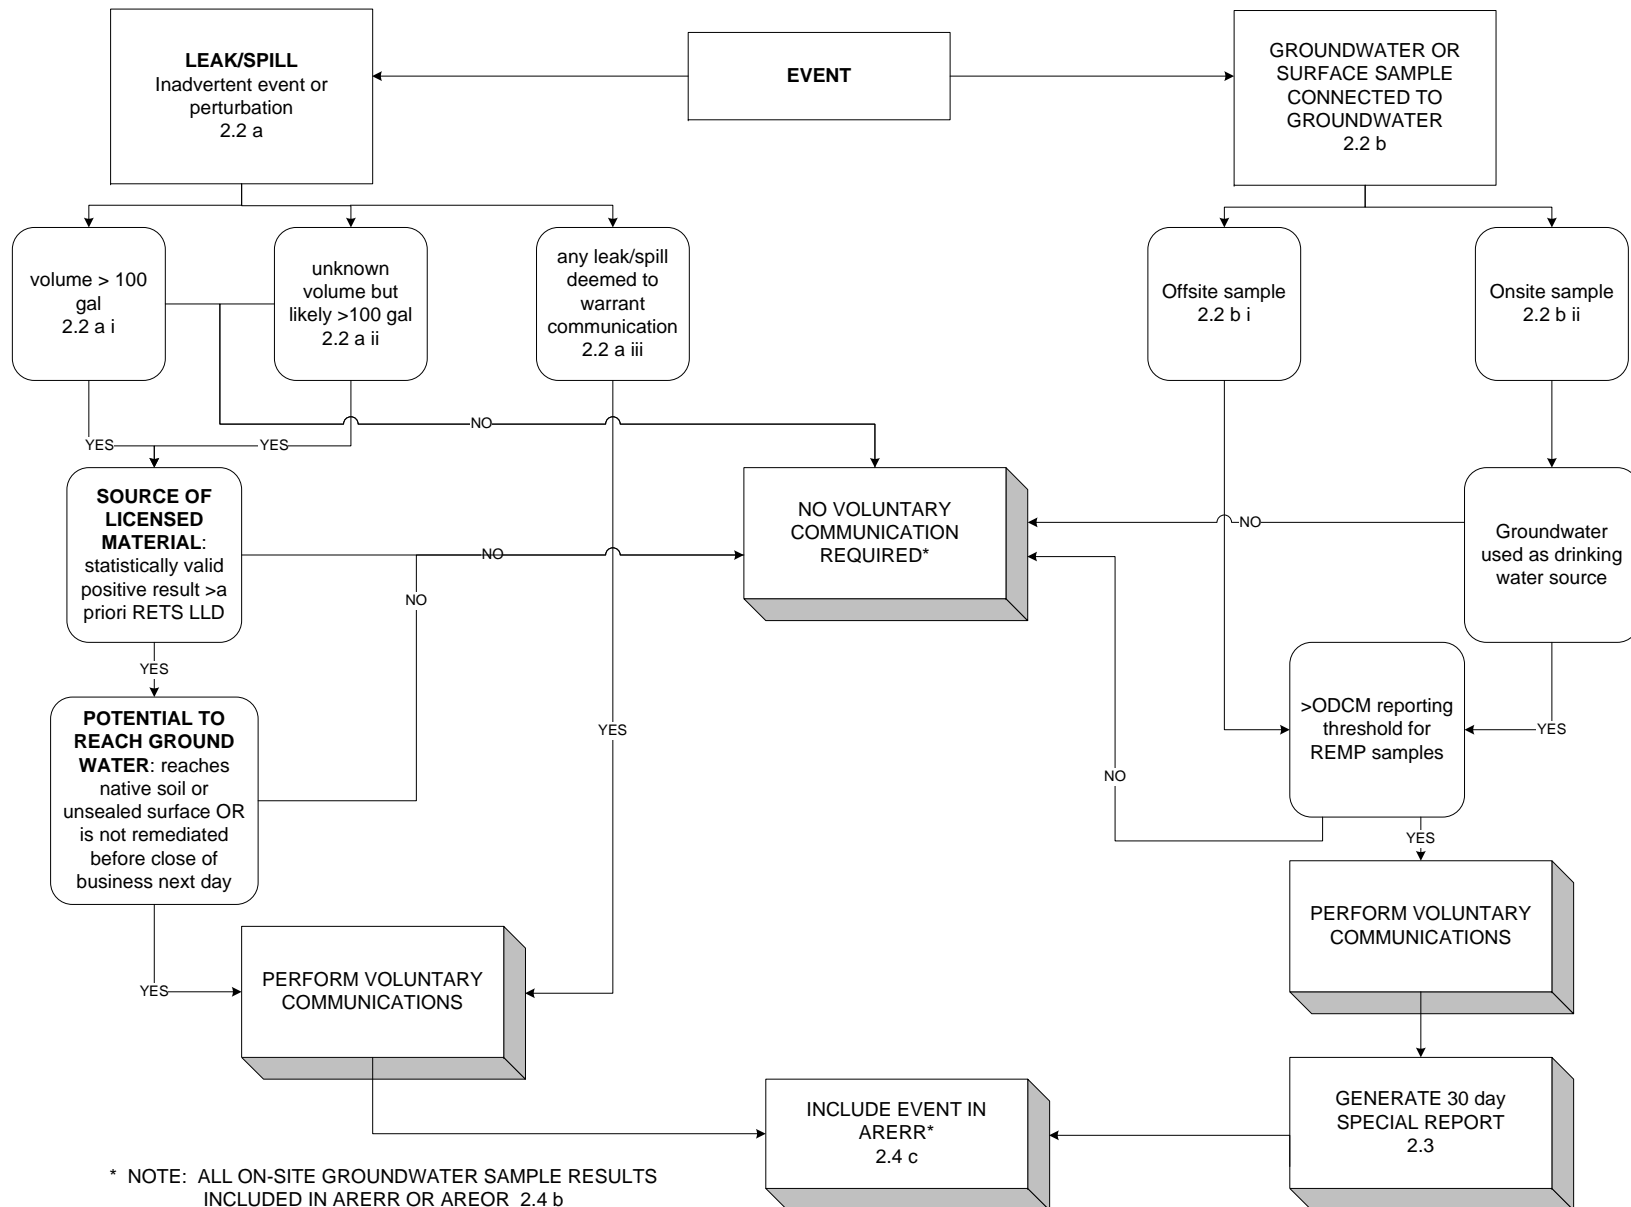 LEAK/SPILL
Inadvertent event or
perturbation
2.2 a
EVENT
GROUNDWATER OR
SURFACE SAMPLE
CONNECTED TO
GROUNDWATER
2.2 b
volume > 100
gal
2.2 a i
unknown
volume but
likely >100 gal
2.2 a ii
any leak/spill
deemed to
warrant
communication
2.2 a iii
Offsite sample
2.2 b i
Onsite sample
2.2 b ii
YES
YES
NO
SOURCE OF
LICENSED
MATERIAL:
statistically valid
positive result >a
priori RETS LLD
NO
NO
NO VOLUNTARY
COMMUNICATION
REQUIRED*
NO
Groundwater
used as drinking
water source
YES
POTENTIAL TO
REACH GROUND
WATER: reaches
native soil or
unsealed surface OR
is not remediated
before close of
business next day
YES
>ODCM reporting
threshold for
REMP samples
YES
NO
YES
YES
PERFORM VOLUNTARY
COMMUNICATIONS
PERFORM VOLUNTARY
COMMUNICATIONS
INCLUDE EVENT IN
ARERR*
2.4 c
GENERATE 30 day
SPECIAL REPORT
2.3
* NOTE: ALL ON-SITE GROUNDWATER SAMPLE RESULTS
INCLUDED IN ARERR OR AREOR 2.4 b